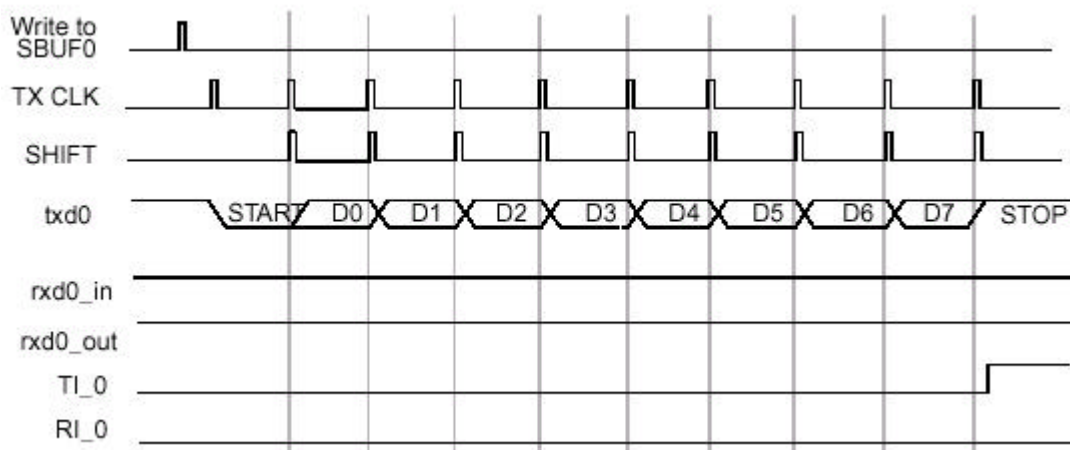 Write to
SBUF0
TX CLK
SHIFT
txd0 START D0 D1 D2 D3 D4 D5 D6 D7 STOP
rxd0_in
rxd0_out
TI_0
RI_0